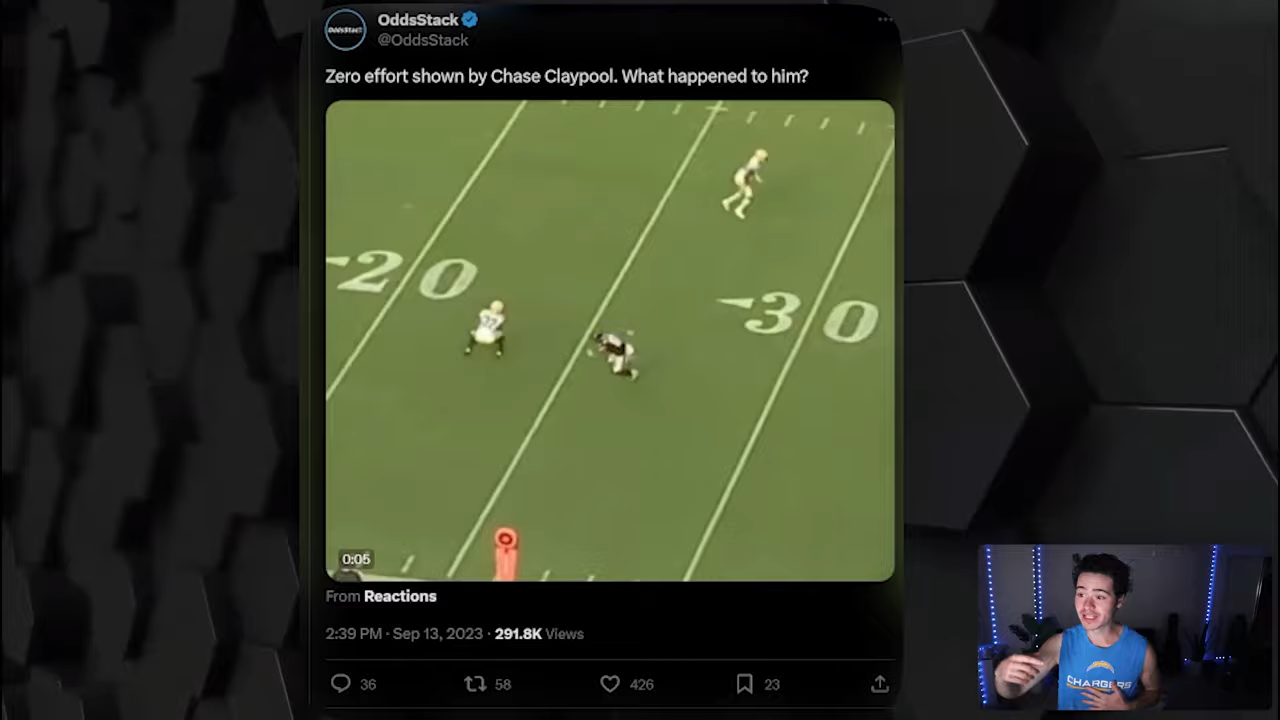 OddsStack
OddsStack
@OddsStack
Zero effort shown by Chase Claypool. What happened to him?
20
30
0:05
From Reactions
2:39 PM · Sep 13, 2023 · 291.8K Views
36
58
426
23
CHARGERS